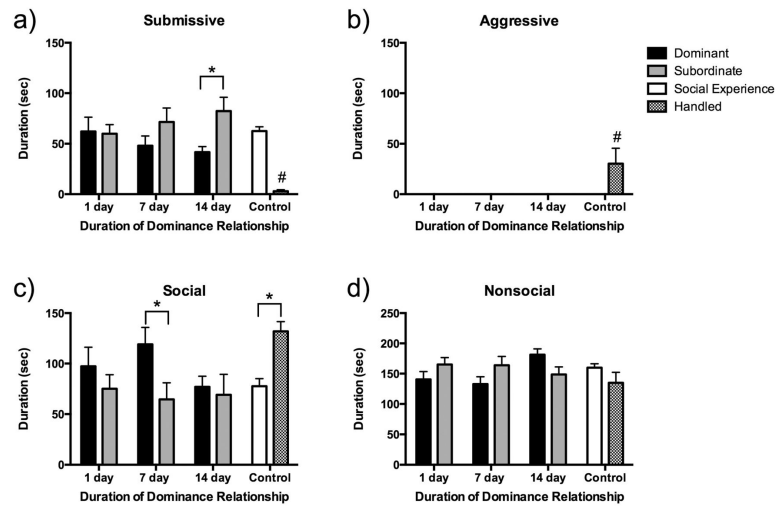 a)
Submissive
150
100
50
0
Duration (sec)
*
#
1 day 7 day 14 day Control
Duration of Dominance Relationship
b)
Aggressive
150
100
50
0
Duration (sec)
#
1 day 7 day 14 day Control
Duration of Dominance Relationship
Dominant
Subordinate
Social Experience
Handled
c)
Social
150
100
50
0
Duration (sec)
*
*
1 day 7 day 14 day Control
Duration of Dominance Relationship
d)
Nonsocial
250
200
150
100
50
0
Duration (sec)
1 day 7 day 14 day Control
Duration of Dominance Relationship